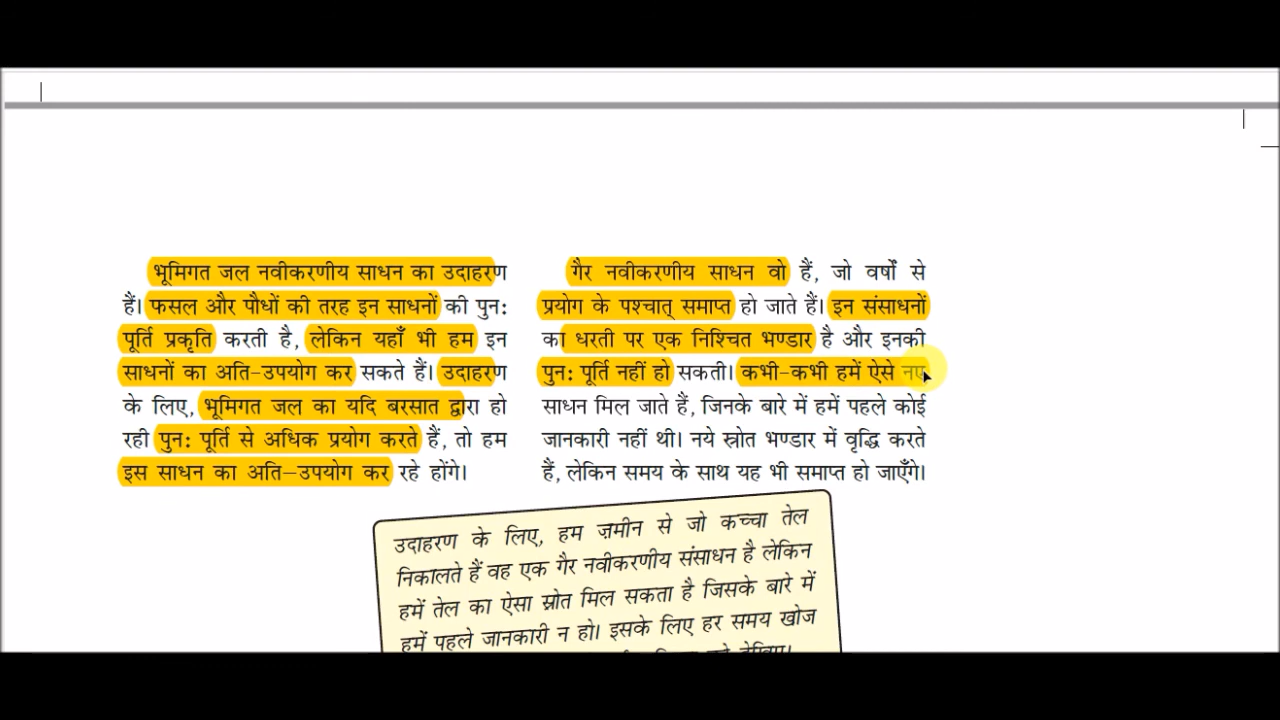 भूमिगत जल नवीकरणीय साधन का उदाहरण
हैं। फसल और पौधों की तरह इन साधनों की पुन:
पूर्ति प्रकृति करती है, लेकिन यहाँ भी हम इन
साधनों का अति-उपयोग कर सकते हैं। उदाहरण
के लिए, भूमिगत जल का यदि बरसात द्वारा हो
रही पुन: पूर्ति से अधिक प्रयोग करते हैं, तो हम
इस साधन का अति–उपयोग कर रहे होंगे।
गैर नवीकरणीय साधन वो हैं, जो वर्षों से
प्रयोग के पश्चात् समाप्त हो जाते हैं। इन संसाधनों
का धरती पर एक निश्चित भण्डार है और इनकी
पुन: पूर्ति नहीं हो सकती। कभी-कभी हमें ऐसे नए
साधन मिल जाते हैं, जिनके बारे में हमें पहले कोई
जानकारी नहीं थी। नये स्रोत भण्डार में वृद्धि करते
हैं, लेकिन समय के साथ यह भी समाप्त हो जाएँगे।
उदाहरण के लिए, हम ज़मीन से जो कच्चा तेल
निकालते हैं वह एक गैर नवीकरणीय संसाधन है लेकिन
हमें तेल का ऐसा स्रोत मिल सकता है जिसके बारे में
हमें पहले जानकारी न हो। इसके लिए हर समय खोज